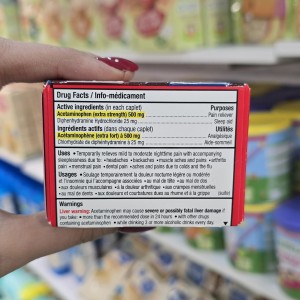 Drug Facts / Info-médicament
Active ingredients (in each caplet) Purposes
Acetaminophen (extra strength) 500 mg Pain reliever
Diphenhydramine Hydrochloride 25 mg Sleep aid
Ingrédients actifs (dans chaque caplet) Utilités
Acétaminophène (extra fort) à 500 mg Analgésique
Chlorhydrate de diphenhydramine à 25 mg Aide-sommeil
Uses • Temporarily relieves mild to moderate nighttime pain with accompanying
sleeplessness due to: • headache • backaches • muscle aches and pains • arthritis
pain • menstrual pain • dental pain • aches and pains due to colds and the flu
Usages • Soulage temporairement la douleur nocturne légère ou modérée
et l'insomnie qui l'accompagne associées • au mal de tête • au mal de dos
• aux douleurs musculaires • à la douleur arthritique • aux crampes menstruelles
• au mal de dents • aux douleurs et courbatures dues au rhume et à la grippe (suite)
Warnings
Liver warning: Acetaminophen may cause severe or possibly fatal liver damage if
you take: • more than the recommended dose in 24 hours • with other drugs
containing acetaminophen • while drinking 3 or more alcoholic drinks every day.